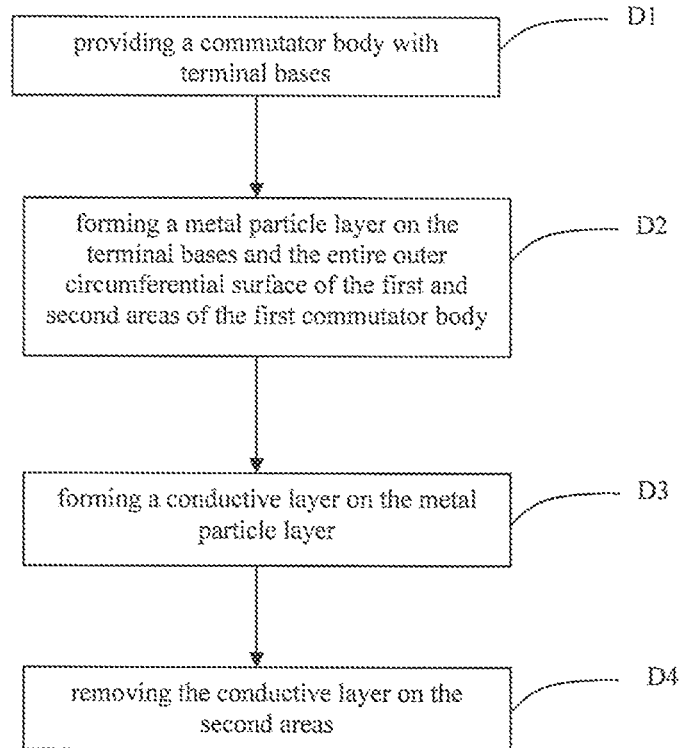 providing a commutator body with
terminal bases
D1
forming a metal particle layer on the
terminal bases and the entire outer
circumferential surface of the first and
second areas of the first commutator body
D2
forming a conductive layer on the metal
particle layer
D3
removing the conductive layer on the
second areas
D4